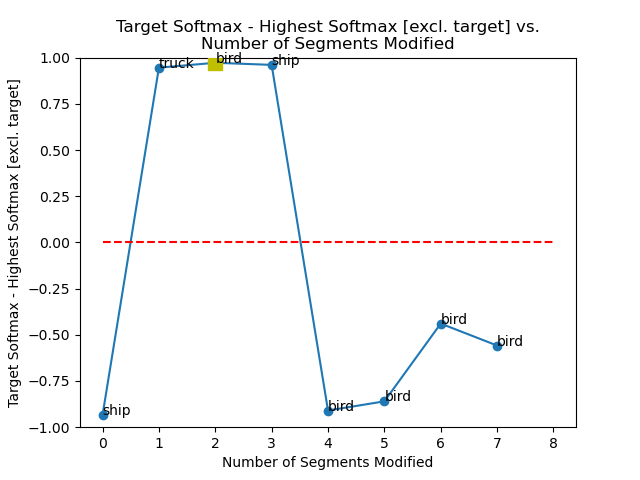 Target Softmax - Highest Softmax [excl. target] vs.
Number of Segments Modified
Target Softmax - Highest Softmax [excl. target]
1.00
0.75
0.50
0.25
0.00
−0.25
−0.50
−0.75
−1.00
ship
truck
bird
ship
bird
bird
bird
bird
0 1 2 3 4 5 6 7 8
Number of Segments Modified